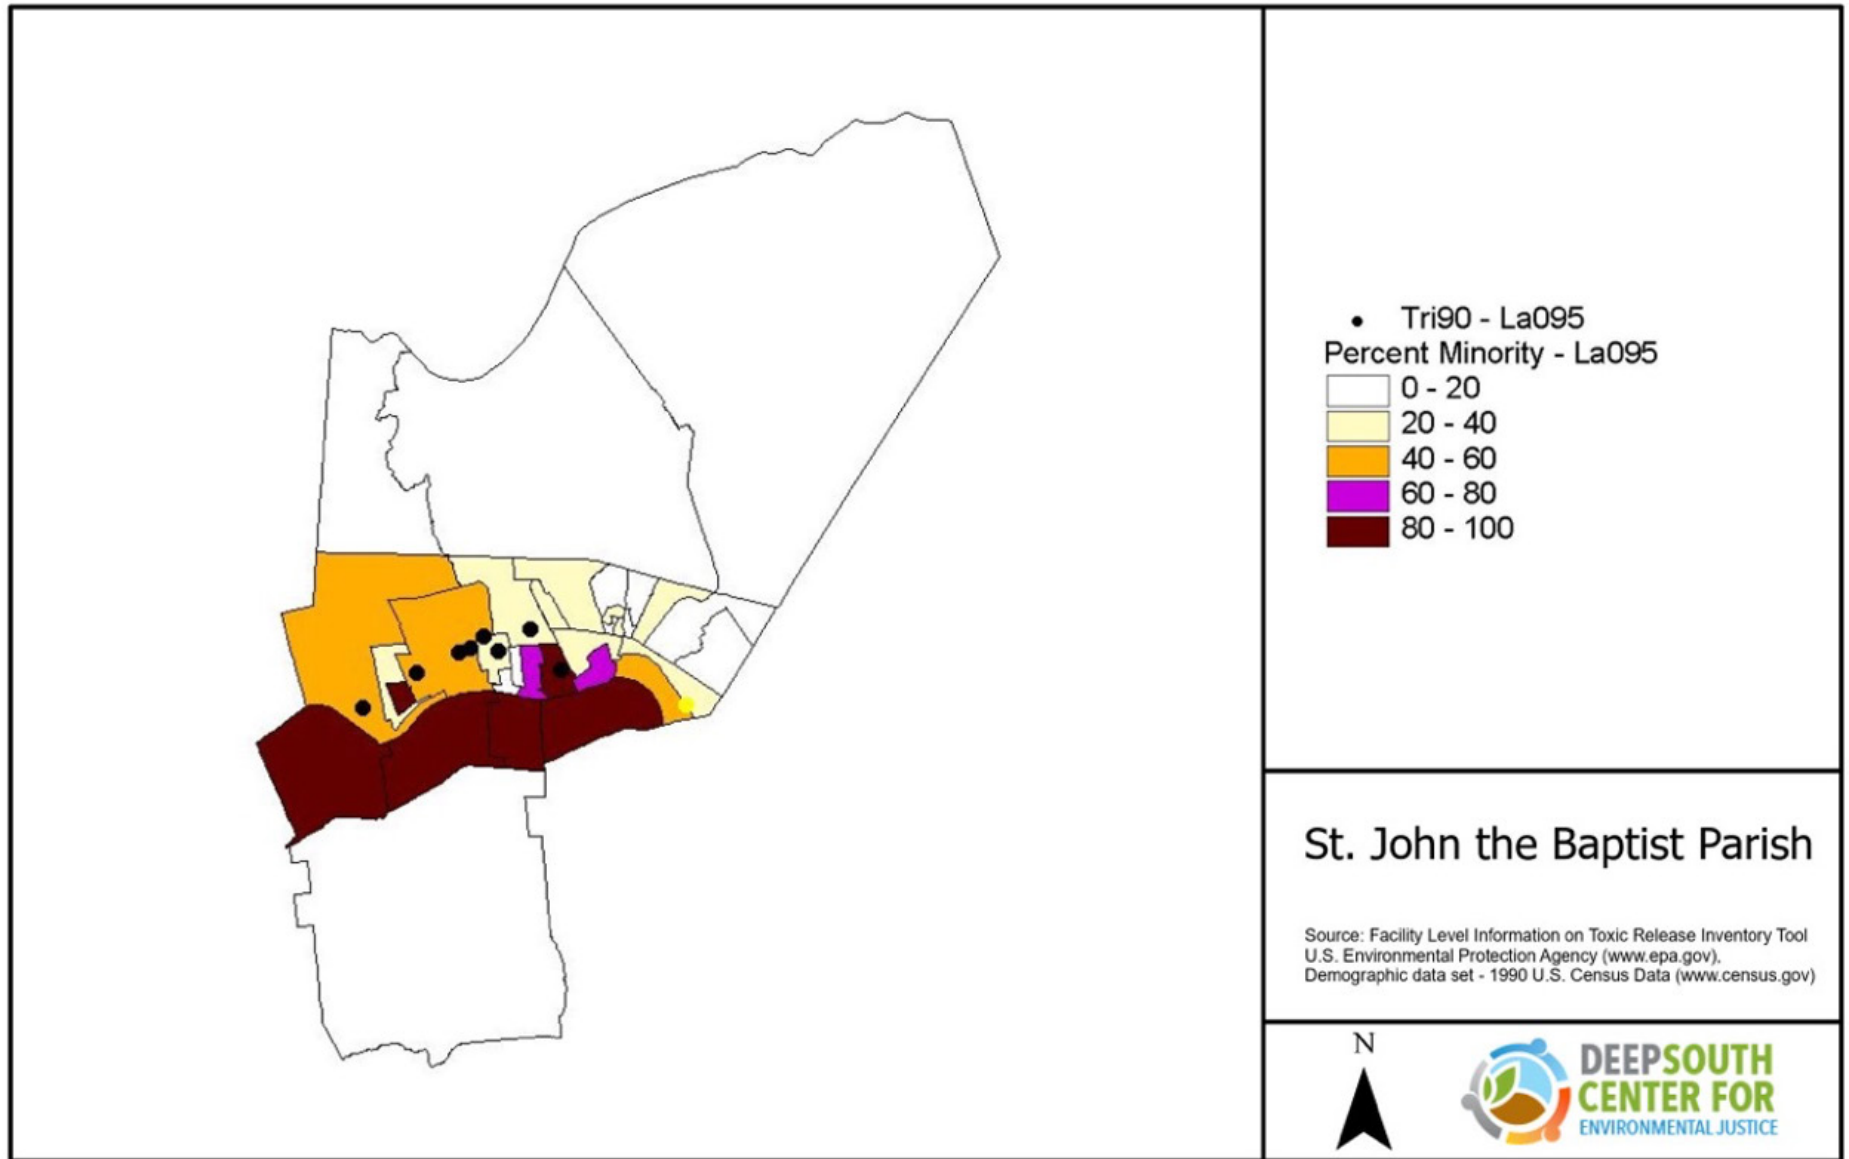 Tri90 - La095
Percent Minority - La095
0 - 20
20 - 40
40 - 60
60 - 80
80 - 100
St. John the Baptist Parish
Source: Facility Level Information on Toxic Release Inventory Tool
U.S. Environmental Protection Agency (www.epa.gov),
Demographic data set - 1990 U.S. Census Data (www.census.gov)
N
DEEPSOUTH
CENTER FOR
ENVIRONMENTAL JUSTICE